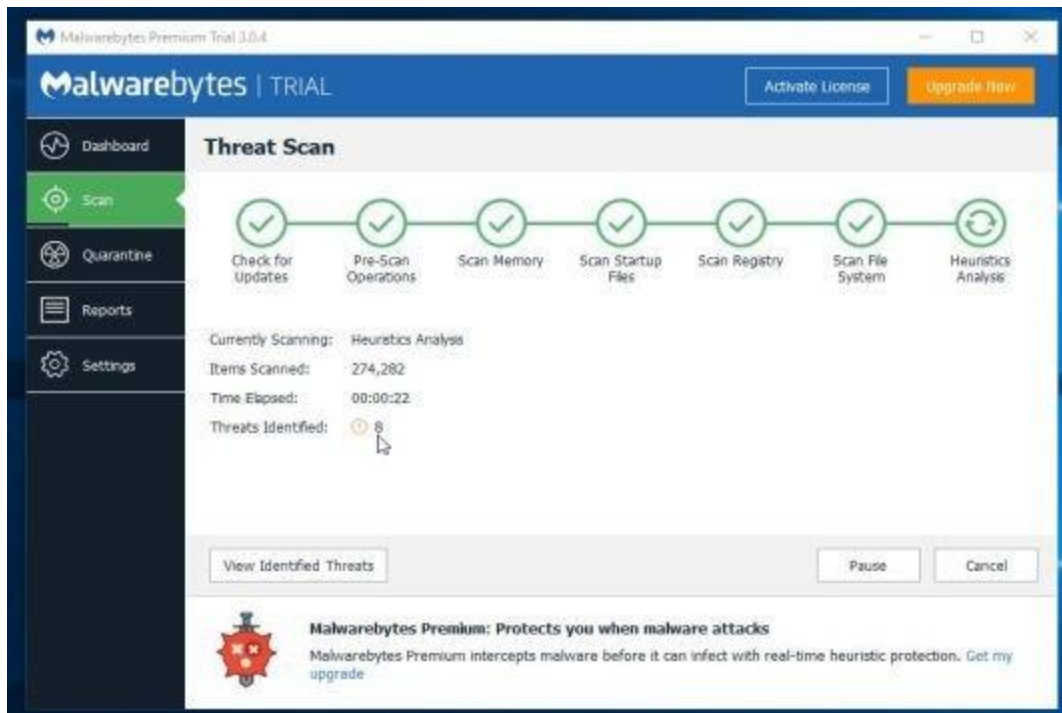 Malwarebytes Premium Trial 3.0.4
Malwarebytes | TRIAL
Activate License
Upgrade Now
Dashboard
Scan
Quarantine
Reports
Settings
Threat Scan
Check for
Updates
Pre-Scan
Operations
Scan Memory
Scan Startup
Files
Scan Registry
Scan File
System
Heuristics
Analysis
Currently Scanning: Heuristics Analysis
Items Scanned: 274,282
Time Elapsed: 00:00:22
Threats Identified: 8
View Identified Threats
Pause
Cancel
Malwarebytes Premium: Protects you when malware attacks
Malwarebytes Premium intercepts malware before it can infect with real-time heuristic protection. Get my
upgrade